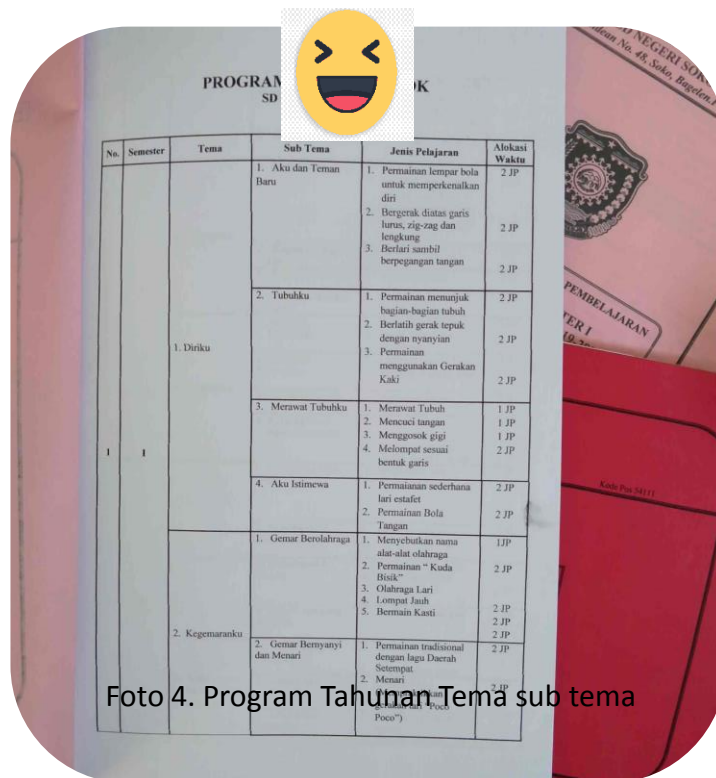 PROGRAM OK
SD
No. Semester Tema Sub Tema Jenis Pelajaran Alokasi Waktu
1 1
1. Diriku
1. Aku dan Teman
Baru
1. Permainan lempar bola
untuk memperkenalkan
diri
2 JP
2. Bergerak diatas garis
lurus, zig-zag dan
lengkung
2 JP
3. Berlari sambil
berpegangan tangan
2 JP
2. Tubuhku
1. Permainan menunjuk
bagian-bagian tubuh
2 JP
2. Berlatih gerak tepuk
dengan nyanyian
2 JP
3. Permainan
menggunakan Gerakan
Kaki
2 JP
3. Merawat Tubuhku
1. Merawat Tubuh 1 JP
2. Mencuci tangan 1 JP
3. Menggosok gigi 1 JP
4. Melompat sesuai 2 JP
bentuk garis
4. Aku Istimewa
1. Permaianan sederhana 2 JP
lari estafet
2. Permainan Bola 2 JP
Tangan
2. Kegemaranku
1. Gemar Berolahraga
1. Menyebutkan nama 1JP
alat-alat olahraga
2. Permainan " Kuda 2 JP
Bisik"
3. Olahraga Lari
4. Lompat Jauh 2 JP
5. Bermain Kasti 2 JP
2 JP
2. Gemar Bernyanyi
dan Menari
1. Permainan tradisional 2 JP
dengan lagu Daerah
Setempat
2. Menari 2 JP
gerakan tari "Poco
Poco")
Foto 4. Program Tahunan Tema sub tema
NEGERI
No. 48, Soko, Bagelen,
PEMBELAJARAN
Kode Pos 54111